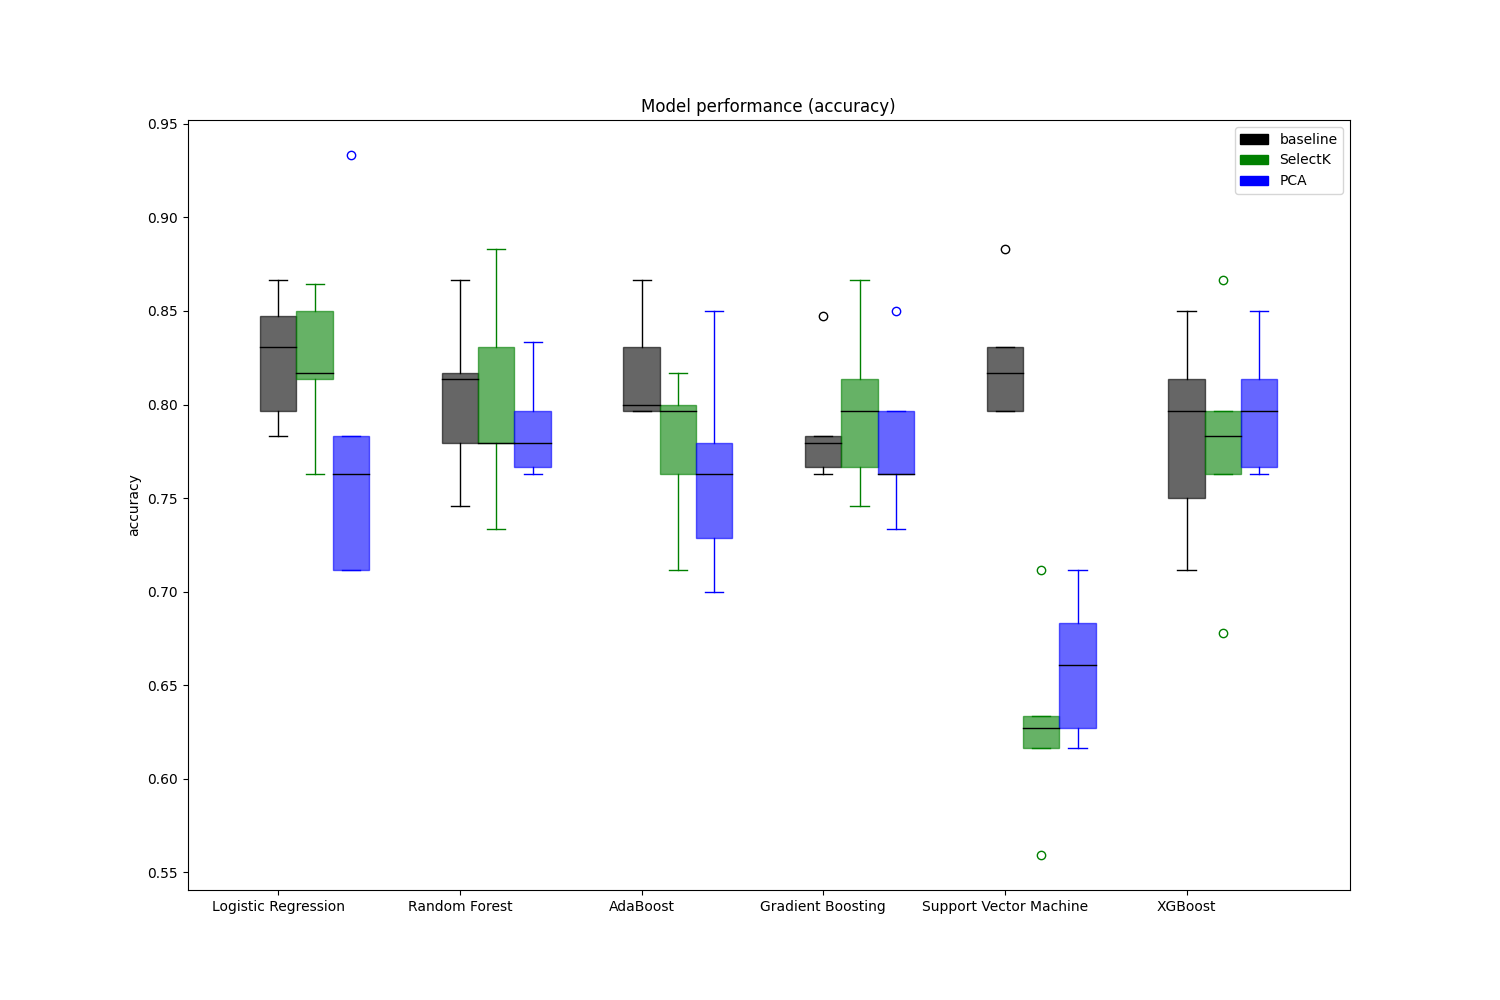 Model performance (accuracy)
baseline
SelectK
PCA
accuracy
0.95
0.90
0.85
0.80
0.75
0.70
0.65
0.60
0.55
Logistic Regression
Random Forest
AdaBoost
Gradient Boosting
Support Vector Machine
XGBoost